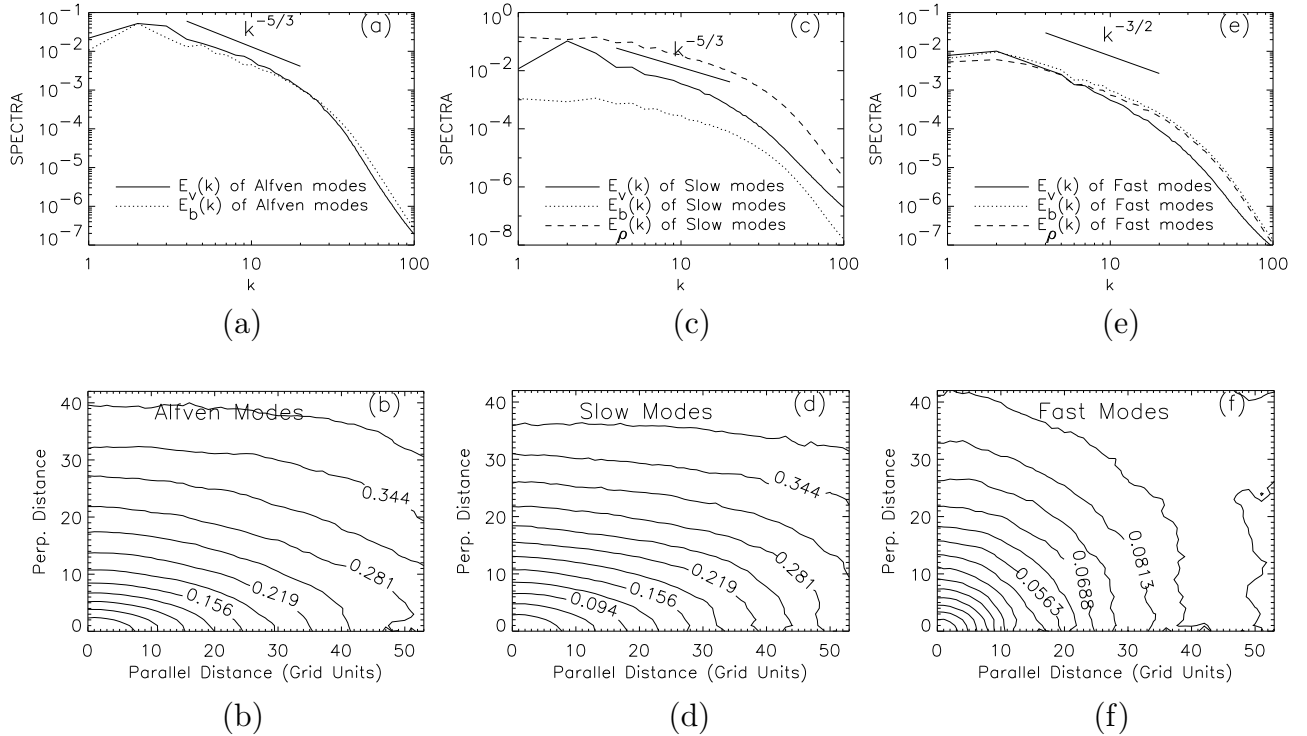 (a)
k^{-5/3}
10^0
10^{-1}
10^{-2}
10^{-3}
10^{-4}
10^{-5}
10^{-6}
10^{-7}
SPECTRA
E_v(k) of Alfven modes
E_b(k) of Alfven modes
1 10 100
k
(a)
(c)
k^{-5/3}
10^0
10^{-2}
10^{-4}
10^{-6}
10^{-8}
SPECTRA
E_v(k) of Slow modes
E_b(k) of Slow modes
E_ρ(k) of Slow modes
1 10 100
k
(c)
(e)
k^{-3/2}
10^0
10^{-1}
10^{-2}
10^{-3}
10^{-4}
10^{-5}
10^{-6}
10^{-7}
SPECTRA
E_v(k) of Fast modes
E_b(k) of Fast modes
E_ρ(k) of Fast modes
1 10 100
k
(e)
Alfven Modes (b)
40
30
20
10
0
Perp. Distance
0.344
0.281
0.219
0.156
0 10 20 30 40 50
Parallel Distance (Grid Units)
(b)
Slow Modes (d)
40
30
20
10
0
Perp. Distance
0.344
0.281
0.219
0.156
0.094
0 10 20 30 40 50
Parallel Distance (Grid Units)
(d)
Fast Modes (f)
40
30
20
10
0
Perp. Distance
0.0813
0.0688
0.0563
0 10 20 30 40 50
Parallel Distance (Grid Units)
(f)